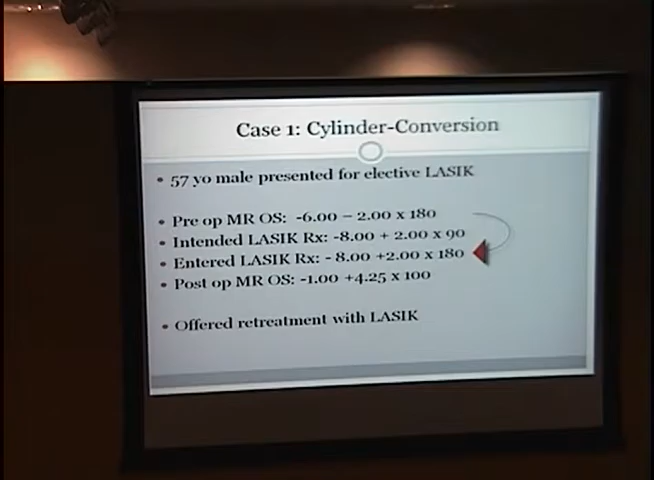 Case 1: Cylinder-Conversion
• 57 yo male presented for elective LASIK
• Pre op MR OS: -6.00 – 2.00 x 180
• Intended LASIK Rx: -8.00 + 2.00 x 90
• Entered LASIK Rx: - 8.00 +2.00 x 180
• Post op MR OS: -1.00 +4.25 x 100
• Offered retreatment with LASIK